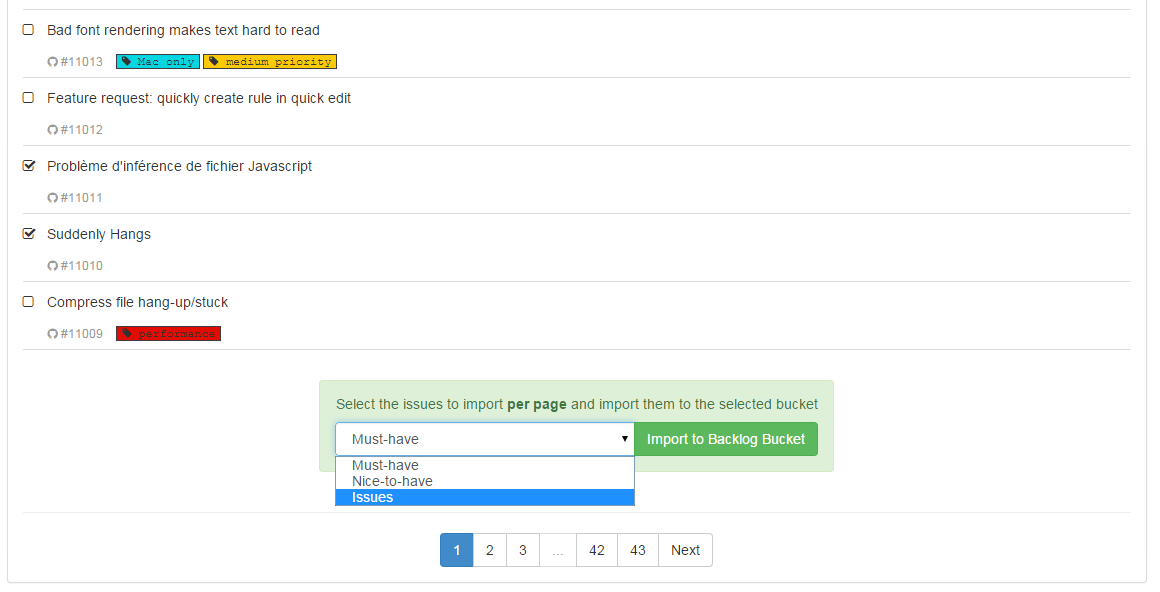 Bad font rendering makes text hard to read
#11013 Mac only medium priority
Feature request: quickly create rule in quick edit
#11012
Problème d'inférence de fichier Javascript
#11011
Suddenly Hangs
#11010
Compress file hang-up/stuck
#11009 performance
Select the issues to import per page and import them to the selected bucket
Must-have Import to Backlog Bucket
Must-have
Nice-to-have
Issues
1 2 3 ... 42 43 Next